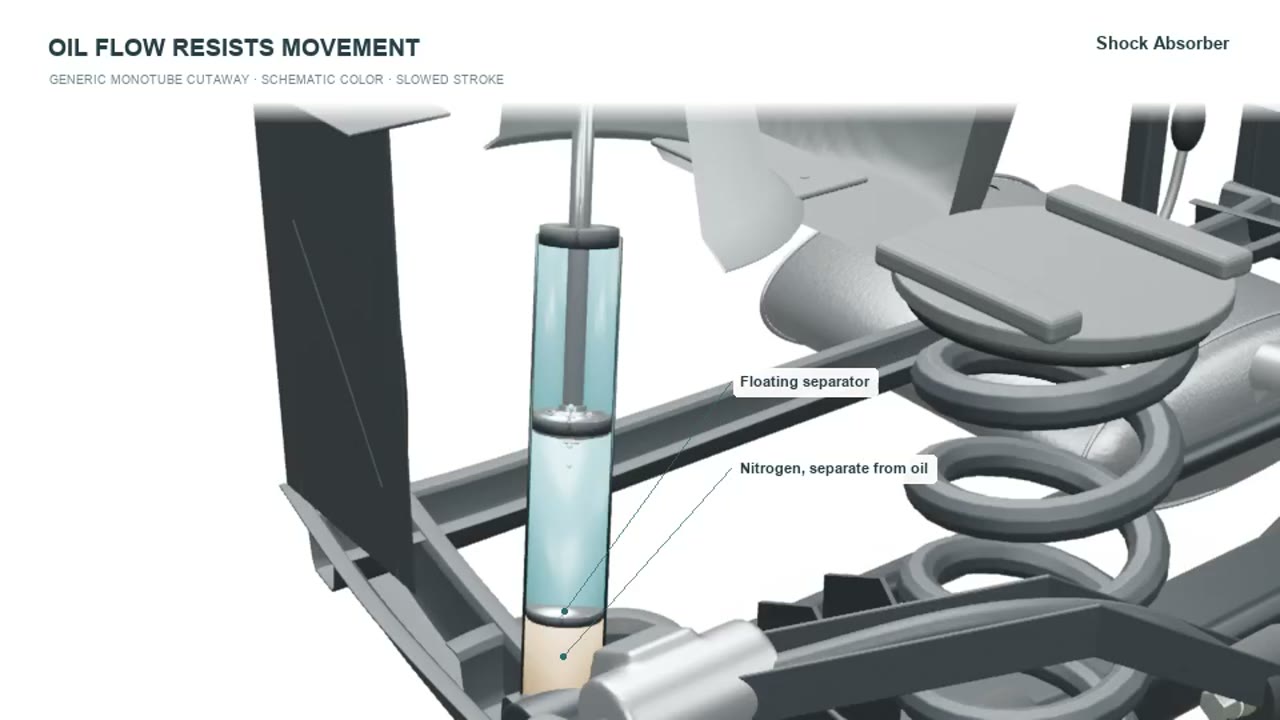 OIL FLOW RESISTS MOVEMENT
Shock Absorber
GENERIC MONOTUBE CUTAWAY · SCHEMATIC COLOR · SLOWED STROKE
Floating separator
Nitrogen, separate from oil